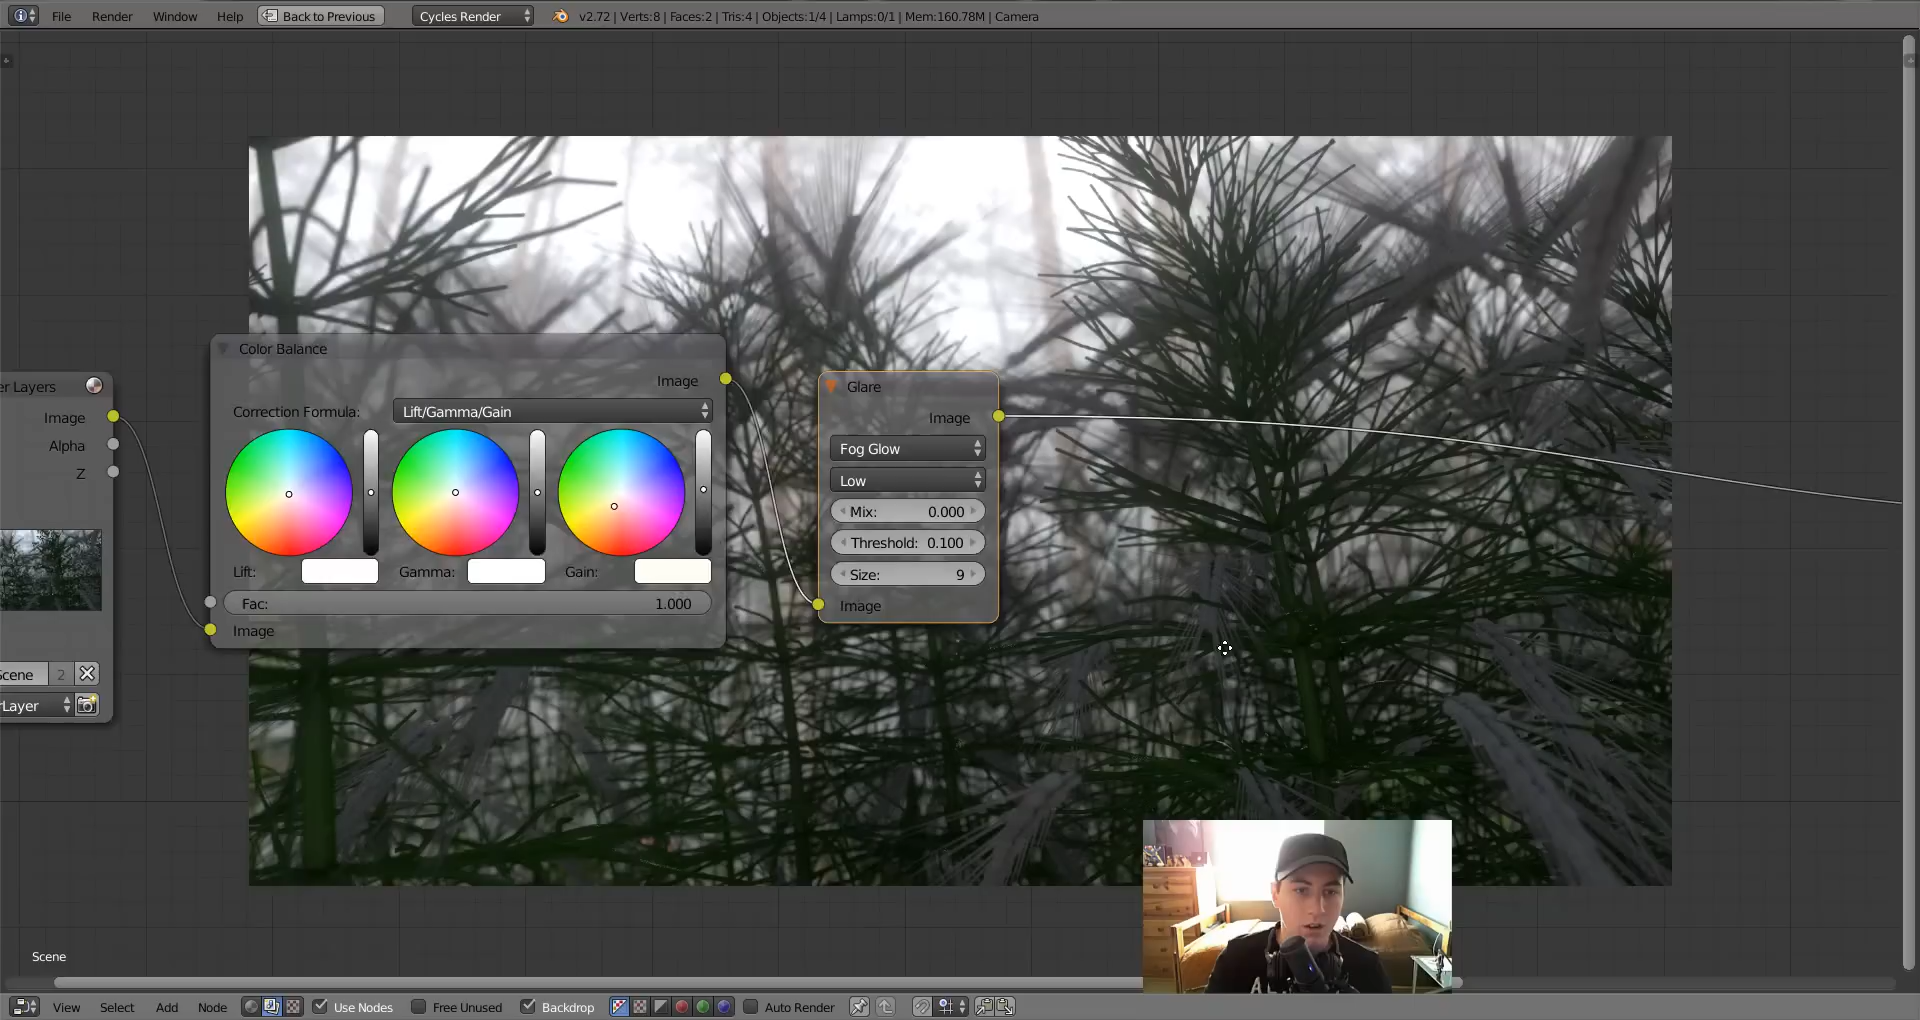 File Render Window Help Back to Previous Cycles Render v2.72 | Verts:8 | Faces:2 | Tris:4 | Objects:1/4 | Lamps:0/1 | Mem:160.78M | Camera
er Layers
Image
Alpha
Z
Scene 2
rLayer
Color Balance
Image
Correction Formula: Lift/Gamma/Gain
Lift: Gamma: Gain:
Fac: 1.000
Image
Glare
Image
Fog Glow
Low
Mix: 0.000
Threshold: 0.100
Size: 9
Image
Scene
View Select Add Node Use Nodes Free Unused Backdrop Auto Render